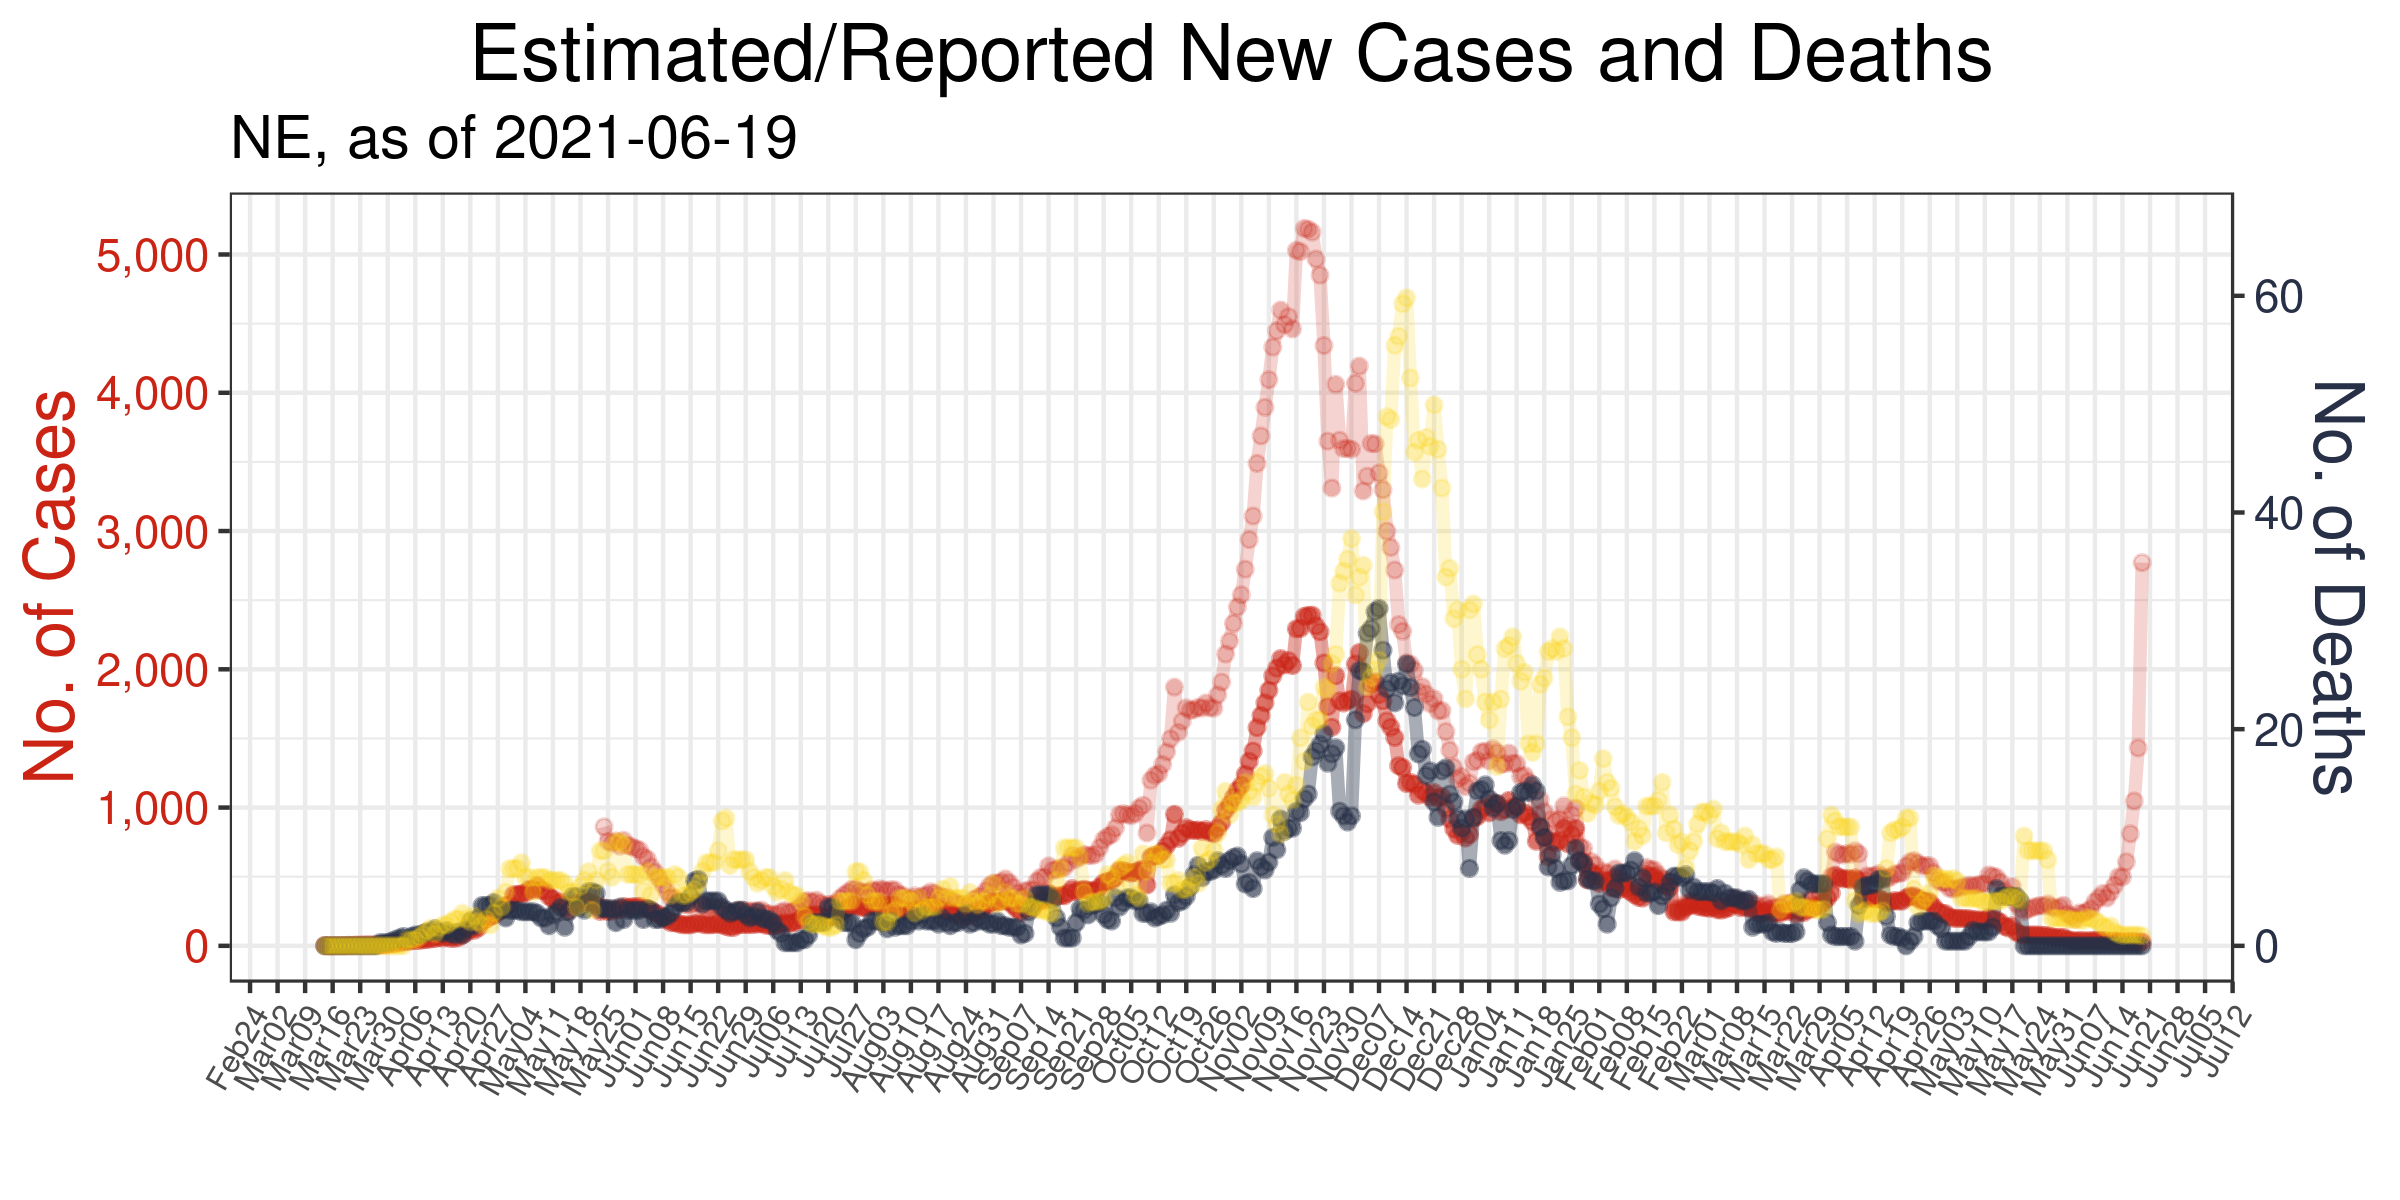 Estimated/Reported New Cases and Deaths
NE, as of 2021-06-19
No. of Cases
5,000
4,000
3,000
2,000
1,000
0
60
40
20
0
No. of Deaths
Feb24
Mar02
Mar09
Mar16
Mar23
Mar30
Apr06
Apr13
Apr20
Apr27
May04
May11
May18
May25
Jun01
Jun08
Jun15
Jun22
Jun29
Jul06
Jul13
Jul20
Jul27
Aug03
Aug10
Aug17
Aug24
Aug31
Sep07
Sep14
Sep21
Sep28
Oct05
Oct12
Oct19
Oct26
Nov02
Nov09
Nov16
Nov23
Nov30
Dec07
Dec14
Dec21
Dec28
Jan04
Jan11
Jan18
Jan25
Feb01
Feb08
Feb15
Feb22
Mar01
Mar08
Mar15
Mar22
Mar29
Apr05
Apr12
Apr19
Apr26
May03
May10
May17
May24
May31
Jun07
Jun14
Jun21
Jun28
Jul05
Jul12